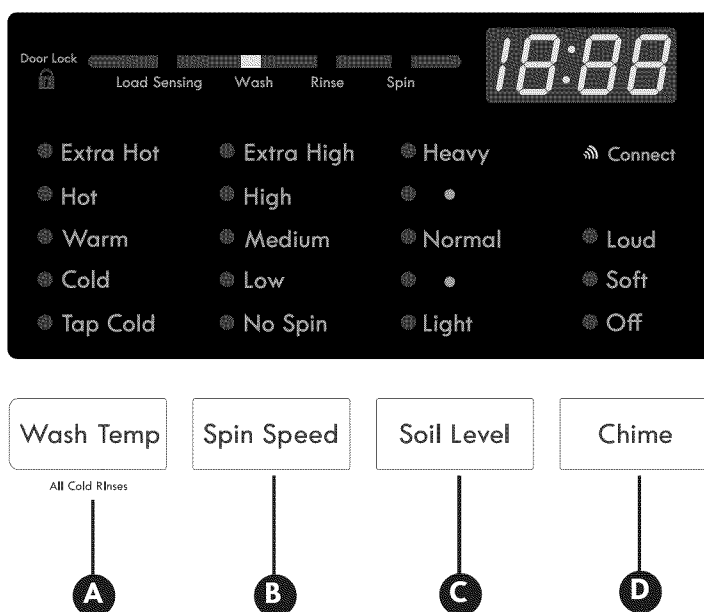 Door Lock
Load Sensing Wash Rinse Spin
18:88
Extra Hot Extra High Heavy Connect
Hot High
Warm Medium Normal Loud
Cold Low Soft
Tap Cold No Spin Light Off
Wash Temp Spin Speed Soil Level Chime
All Cold Rinses
A B C D